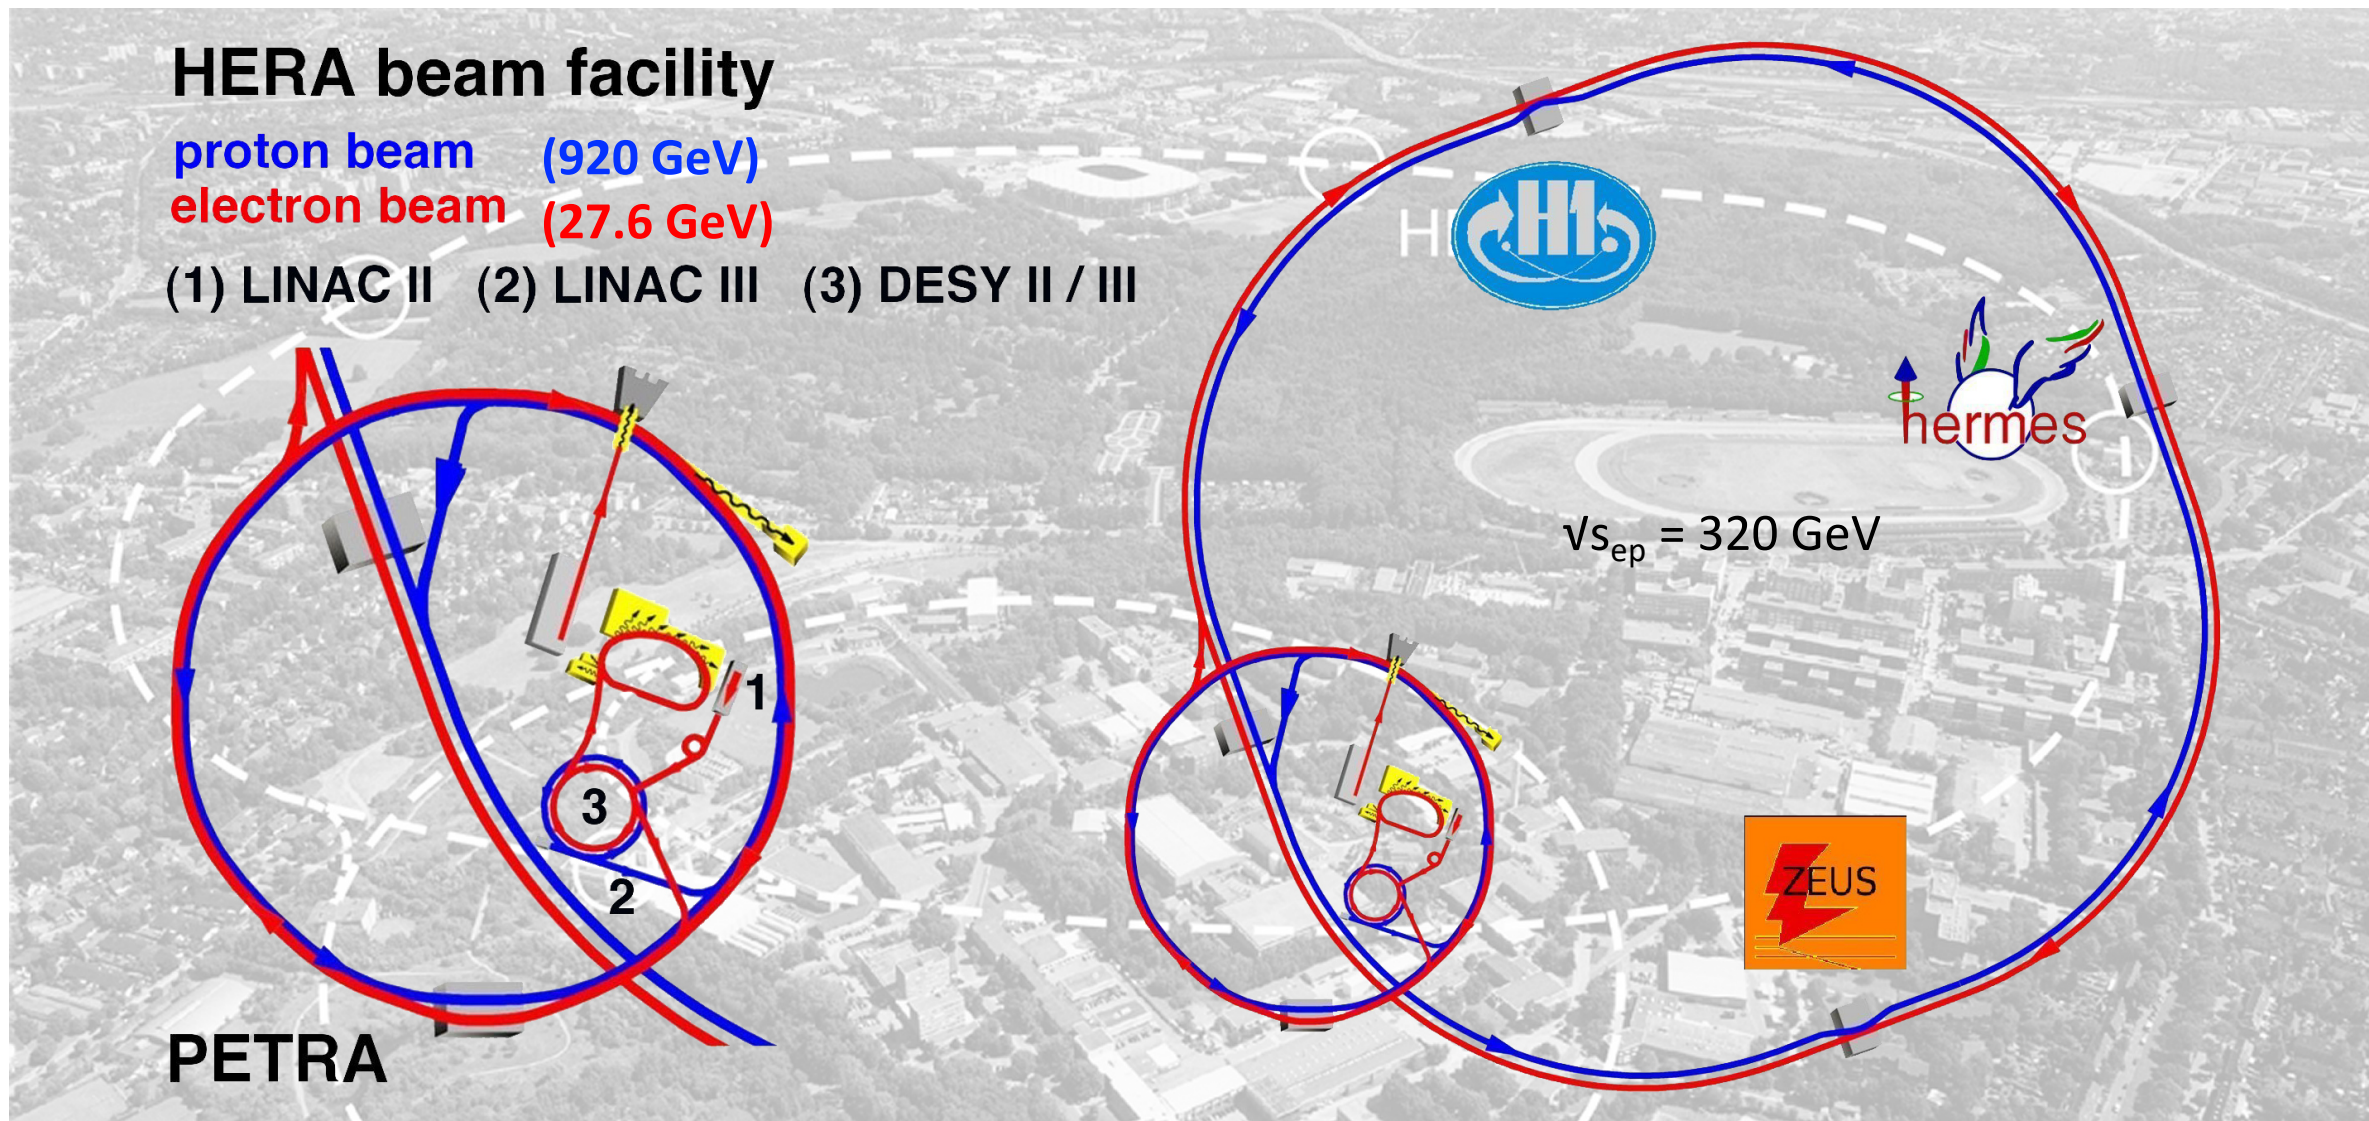 HERA beam facility
proton beam (920 GeV)
electron beam (27.6 GeV)
(1) LINAC II (2) LINAC III (3) DESY II / III
H1
hermes
√sep = 320 GeV
1
3
2
ZEUS
PETRA